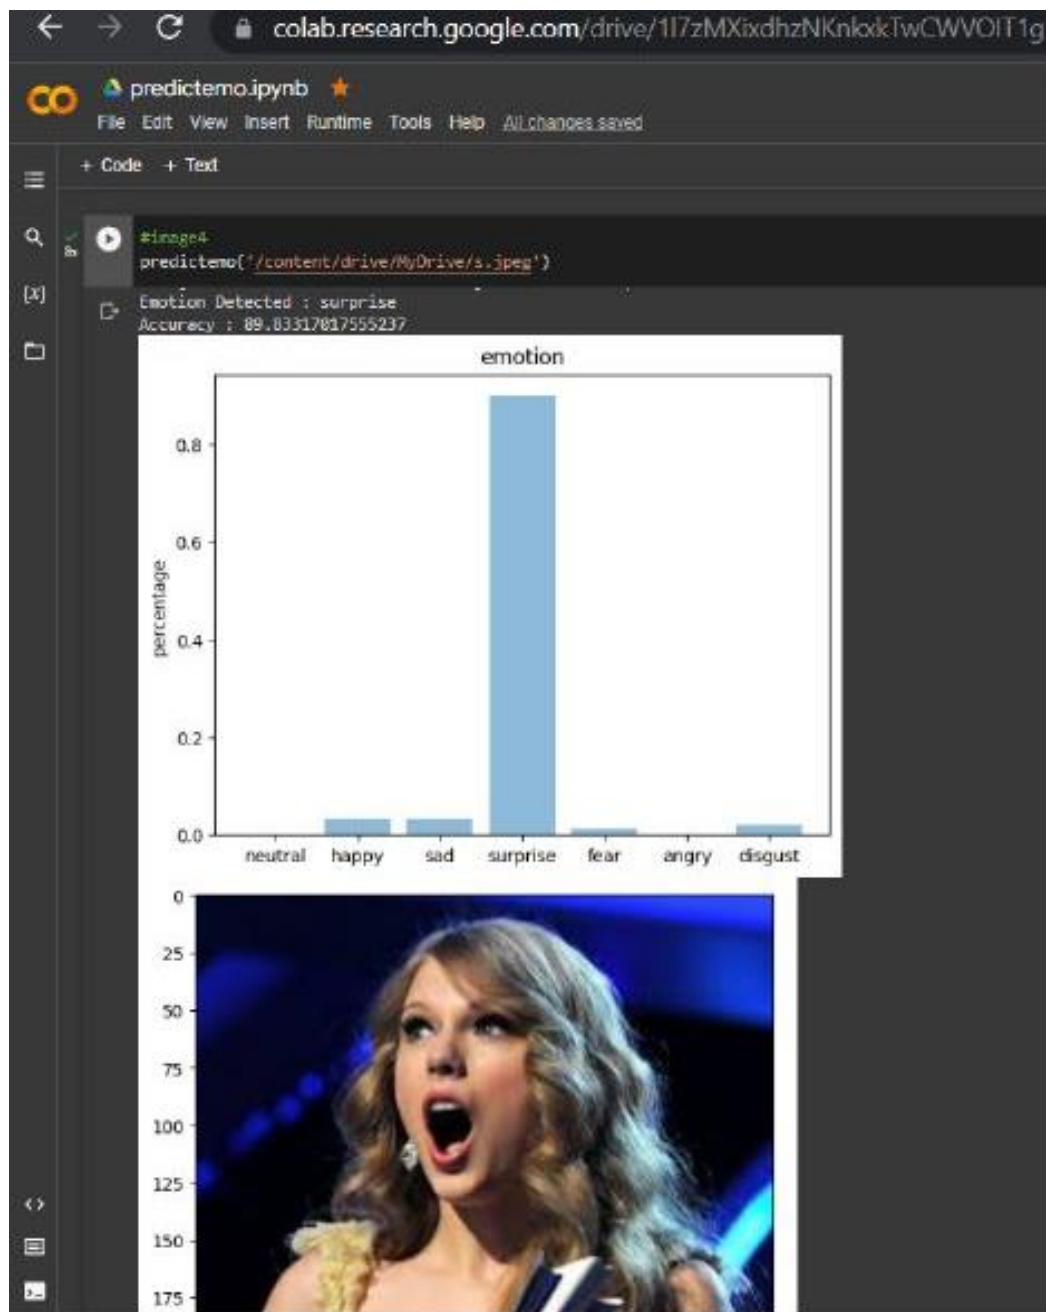 colab.research.google.com/drive/1l7zMXixdhzNKnkxkTwCWVOIT1g
predictemo.ipynb
File Edit View Insert Runtime Tools Help All changes saved
+ Code + Text
#image4
predictemo('/content/drive/MyDrive/s.jpeg')
[x]
Emotion Detected : surprise
Accuracy : 89.83317017555237
emotion
0.8
0.6
percentage
0.4
0.2
0.0
neutral happy sad surprise fear angry disgust
0
25
50
75
100
125
150
175